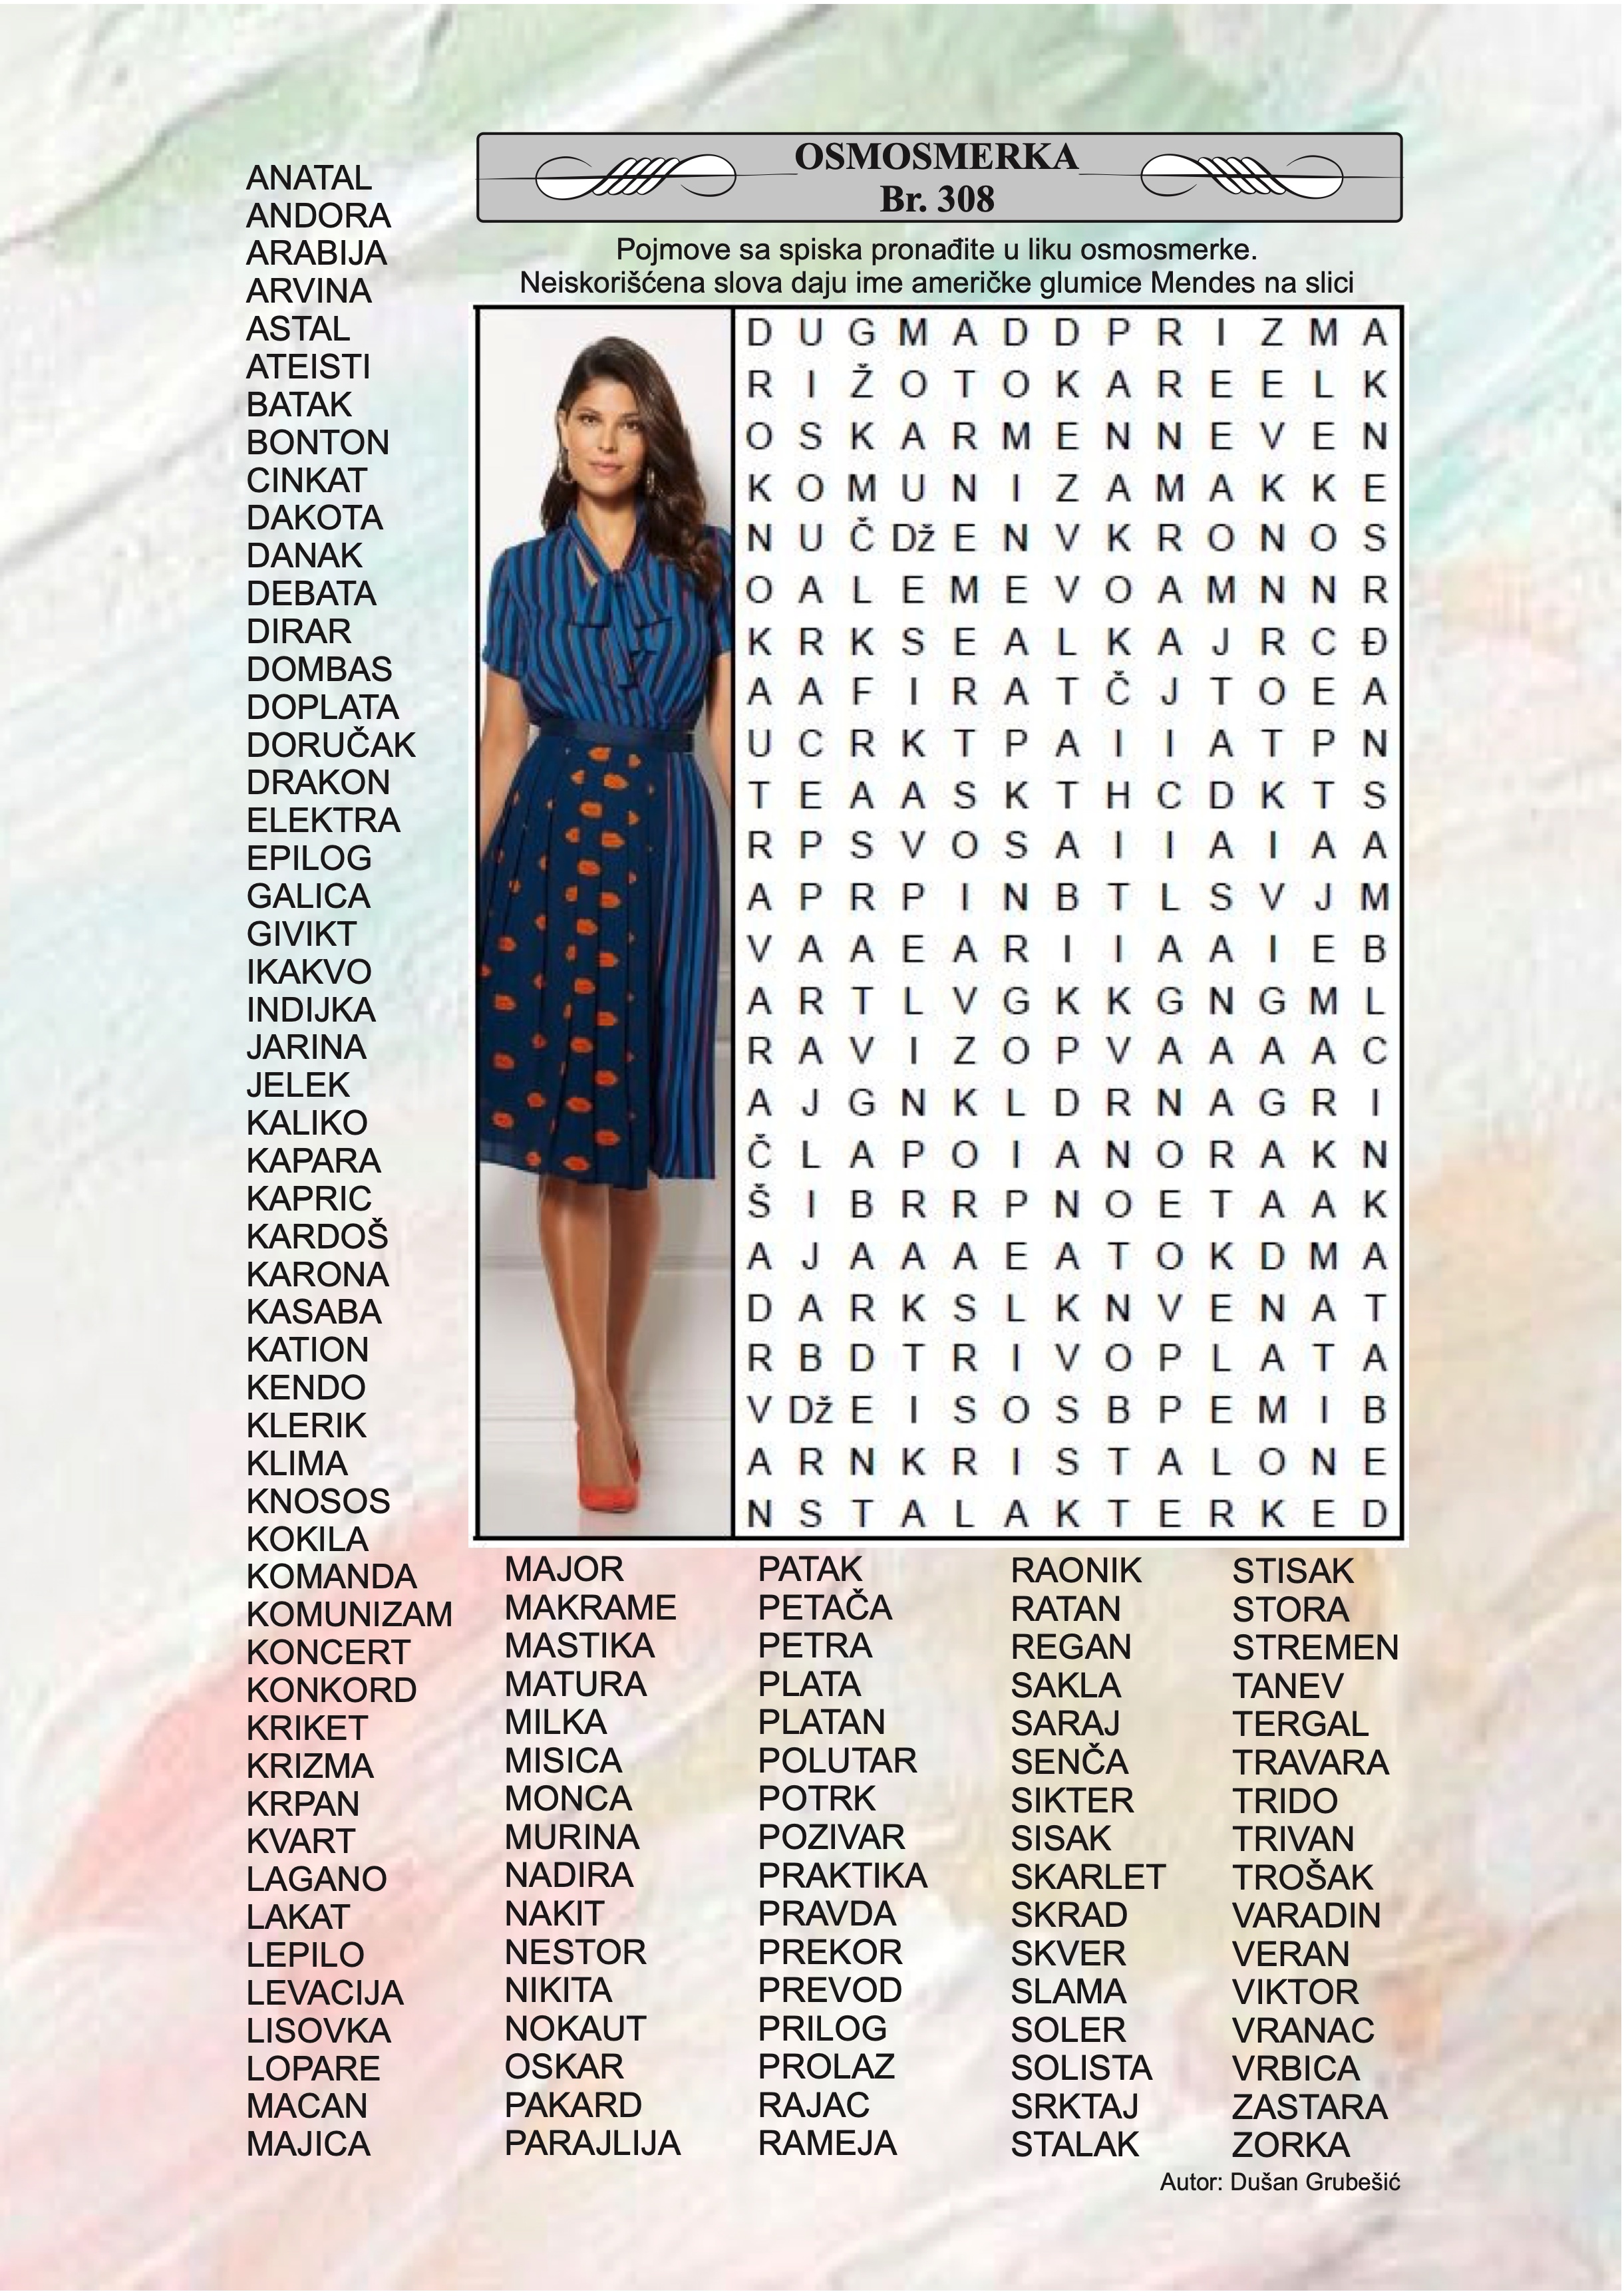 OSMOSMERKA
Br. 308
Pojmove sa spiska pronađite u liku osmosmerke.
Neiskorišćena slova daju ime američke glumice Mendes na slici
D U G M A D D P R I Z M A
R I Ž O T O K A R E E L K
O S K A R M E N N E V E N
K O M U N I Z A M A K K E
N U Č Dž E N V K R O N O S
O A L E M E V O A M N N R
K R K S E A L K A J R C Đ
A A F I R A T Č J T O E A
U C R K T P A I I A T P N
T E A A S K T H C D K T S
R P S V O S A I I A I A A
A P R P I N B T L S V J M
V A A E A R I I A A I E B
A R T L V G K K G N G M L
R A V I Z O P V A A A A C
A J G N K L D R N A G R I
Č L A P O I A N O R A K N
Š I B R R P N O E T A A K
A J A A A E A T O K D M A
D A R K S L K N V E N A T
R B D T R I V O P L A T A
V Dž E I S O S B P E M I B
A R N K R I S T A L O N E
N S T A L A K T E R K E D
ANATAL
ANDORA
ARABIJA
ARVINA
ASTAL
ATEISTI
BATAK
BONTON
CINKAT
DAKOTA
DANAK
DEBATA
DIRAR
DOMBAS
DOPLATA
DORUČAK
DRAKON
ELEKTRA
EPILOG
GALICA
GIVIKT
IKAKVO
INDIJKA
JARINA
JELEK
KALIKO
KAPARA
KAPRIC
KARDOŠ
KARONA
KASABA
KATION
KENDO
KLERIK
KLIMA
KNOSOS
KOKILA
KOMANDA
KOMUNIZAM
KONCERT
KONKORD
KRIKET
KRIZMA
KRPAN
KVART
LAGANO
LAKAT
LEPILO
LEVACIJA
LISOVKA
LOPARE
MACAN
MAJICA
MAJOR
MAKRAME
MASTIKA
MATURA
MILKA
MISICA
MONCA
MURINA
NADIRA
NAKIT
NESTOR
NIKITA
NOKAUT
OSKAR
PAKARD
PARAJLIJA
PATAK
PETAČA
PETRA
PLATA
PLATAN
POLUTAR
POTRK
POZIVAR
PRAKTIKA
PRAVDA
PREKOR
PREVOD
PRILOG
PROLAZ
RAJAC
RAMEJA
RAONIK
RATAN
REGAN
SAKLA
SARAJ
SENČA
SIKTER
SISAK
SKARLET
SKRAD
SKVER
SLAMA
SOLER
SOLISTA
SRKTAJ
STALAK
STISAK
STORA
STREMEN
TANEV
TERGAL
TRAVARA
TRIDO
TRIVAN
TROŠAK
VARADIN
VERAN
VIKTOR
VRANAC
VRBICA
ZASTARA
ZORKA
Autor: Dušan Grubešić